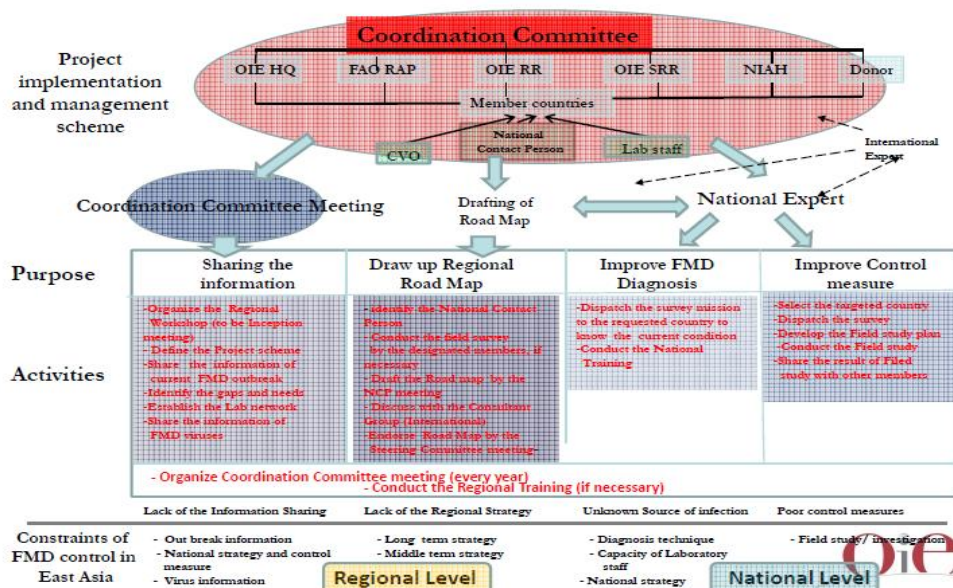 Coordination Committee
Project
implementation
and management
scheme
OIE HQ
FAO RAP
OIE RR
OIE SRR
NIAH
Donor
Member countries
CVO
National
Contact Person
Lab staff
International
Expert
Coordination Committee Meeting
Drafting of
Road Map
National Expert
Purpose
Sharing the
information
Draw up Regional
Road Map
Improve FMD
Diagnosis
Improve Control
measure
Activities
-Organize the Regional
Workshop (to be Inception
meeting)
- Define the Project scheme
-Share the information of
current FMD outbreak
-Identify the gaps and needs
-Establish the Lab network
-Share the information of
FMD viruses
- Identify the National Contact
Person
- Conduct the field survey
by the designated members, if
necessary
- Draft the Road map by the
NCP meeting
- Discuss with the Consultant
Group (International)
- Endorse Road Map by the
Steering Committee meeting-
-Dispatch the survey mission
to the requested country to
know the current condition
-Conduct the National
Training
-Select the targeted country
-Dispatch the survey
-Develop the Field study plan
-Conduct the Field study
-Share the result of Filed
study with other members
- Organize Coordination Committee meeting (every year)
- Conduct the Regional Training (if necessary)
Lack of the Information Sharing
Lack of the Regional Strategy
Unknown Source of infection
Poor control measures
Constraints of
FMD control in
East Asia
- Out break information
- National strategy and control
measure
- Virus information
- Long term strategy
- Middle term strategy
- Diagnosis technique
- Capacity of Laboratory
staff
- National strategy
- Field study/ investigation
Regional Level
National Level
Oie